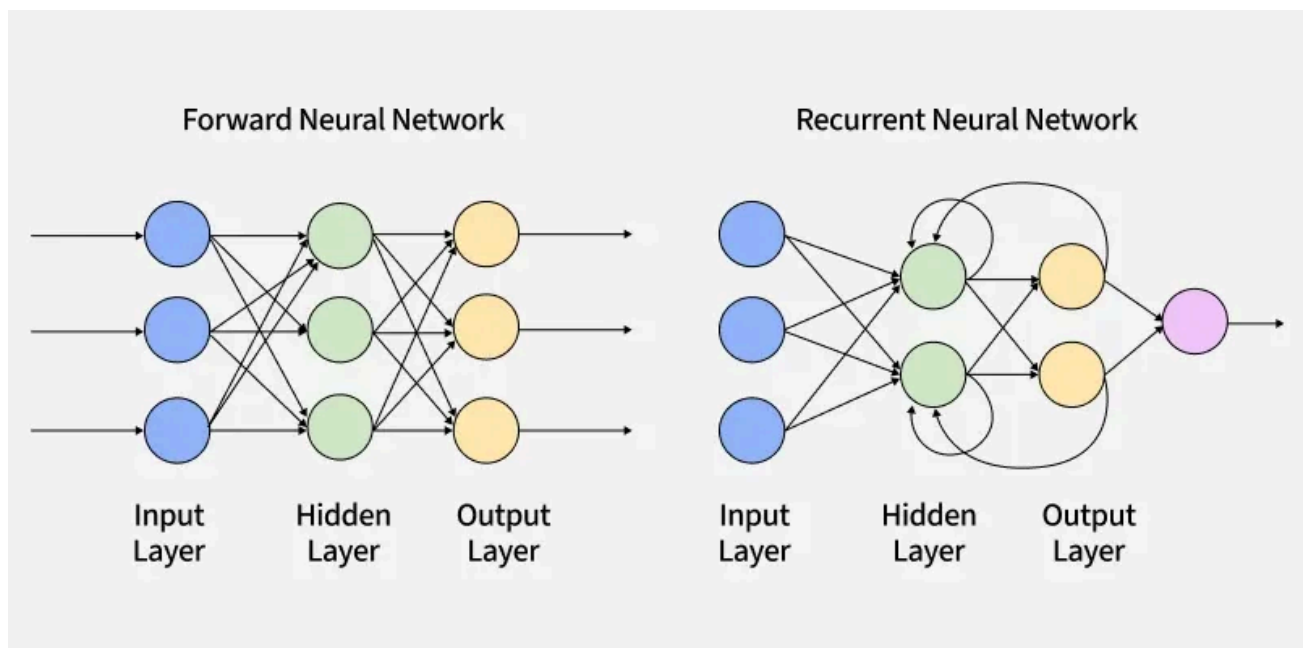 Forward Neural Network
Recurrent Neural Network
Input
Layer
Hidden
Layer
Output
Layer
Input
Layer
Hidden
Layer
Output
Layer